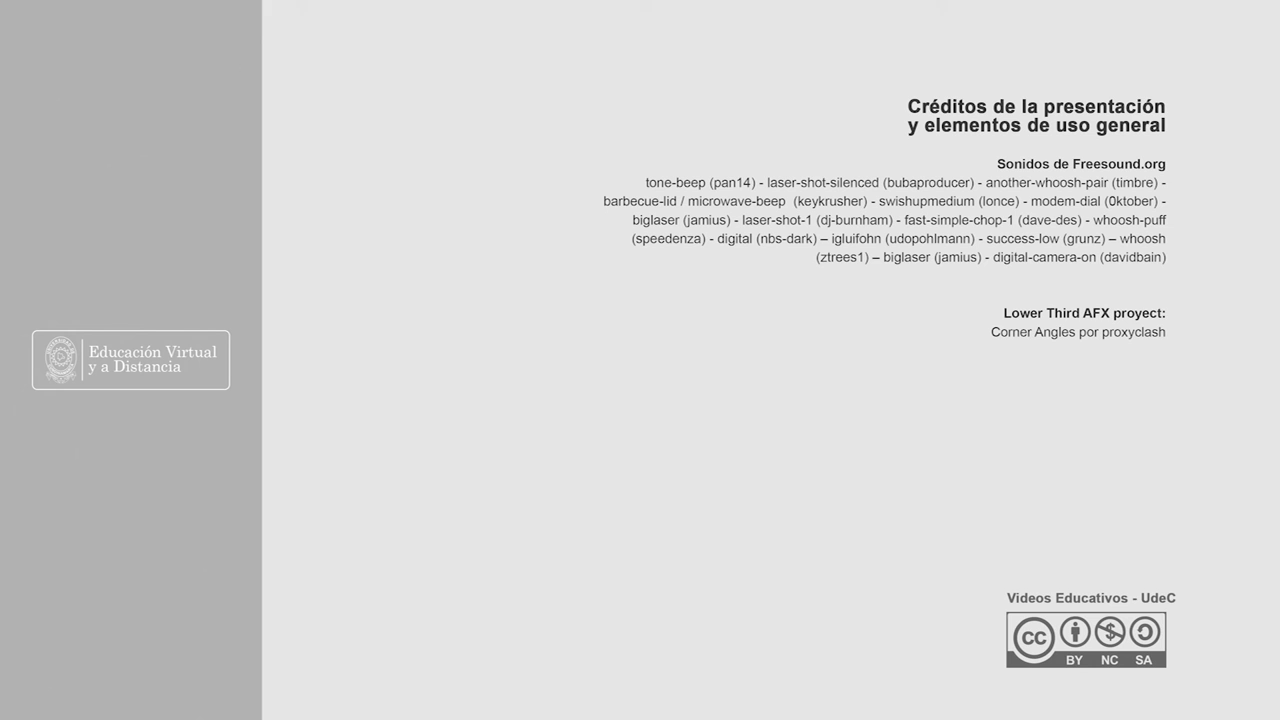 Créditos de la presentación
y elementos de uso general
Sonidos de Freesound.org
tone-beep (pan14) - laser-shot-silenced (bubaproducer) - another-whoosh-pair (timbre) -
barbecue-lid / microwave-beep  (keykrusher) - swishupmedium (lonce) - modem-dial (0ktober) -
biglaser (jamius) - laser-shot-1 (dj-burnham) - fast-simple-chop-1 (dave-des) - whoosh-puff
(speedenza) - digital (nbs-dark) – igluifohn (udopohlmann) - success-low (grunz) – whoosh
(ztrees1) – biglaser (jamius) - digital-camera-on (davidbain)
Lower Third AFX proyect:
Corner Angles por proxyclash
Educación Virtual
y a Distancia
Videos Educativos - UdeC
cc
BY NC SA